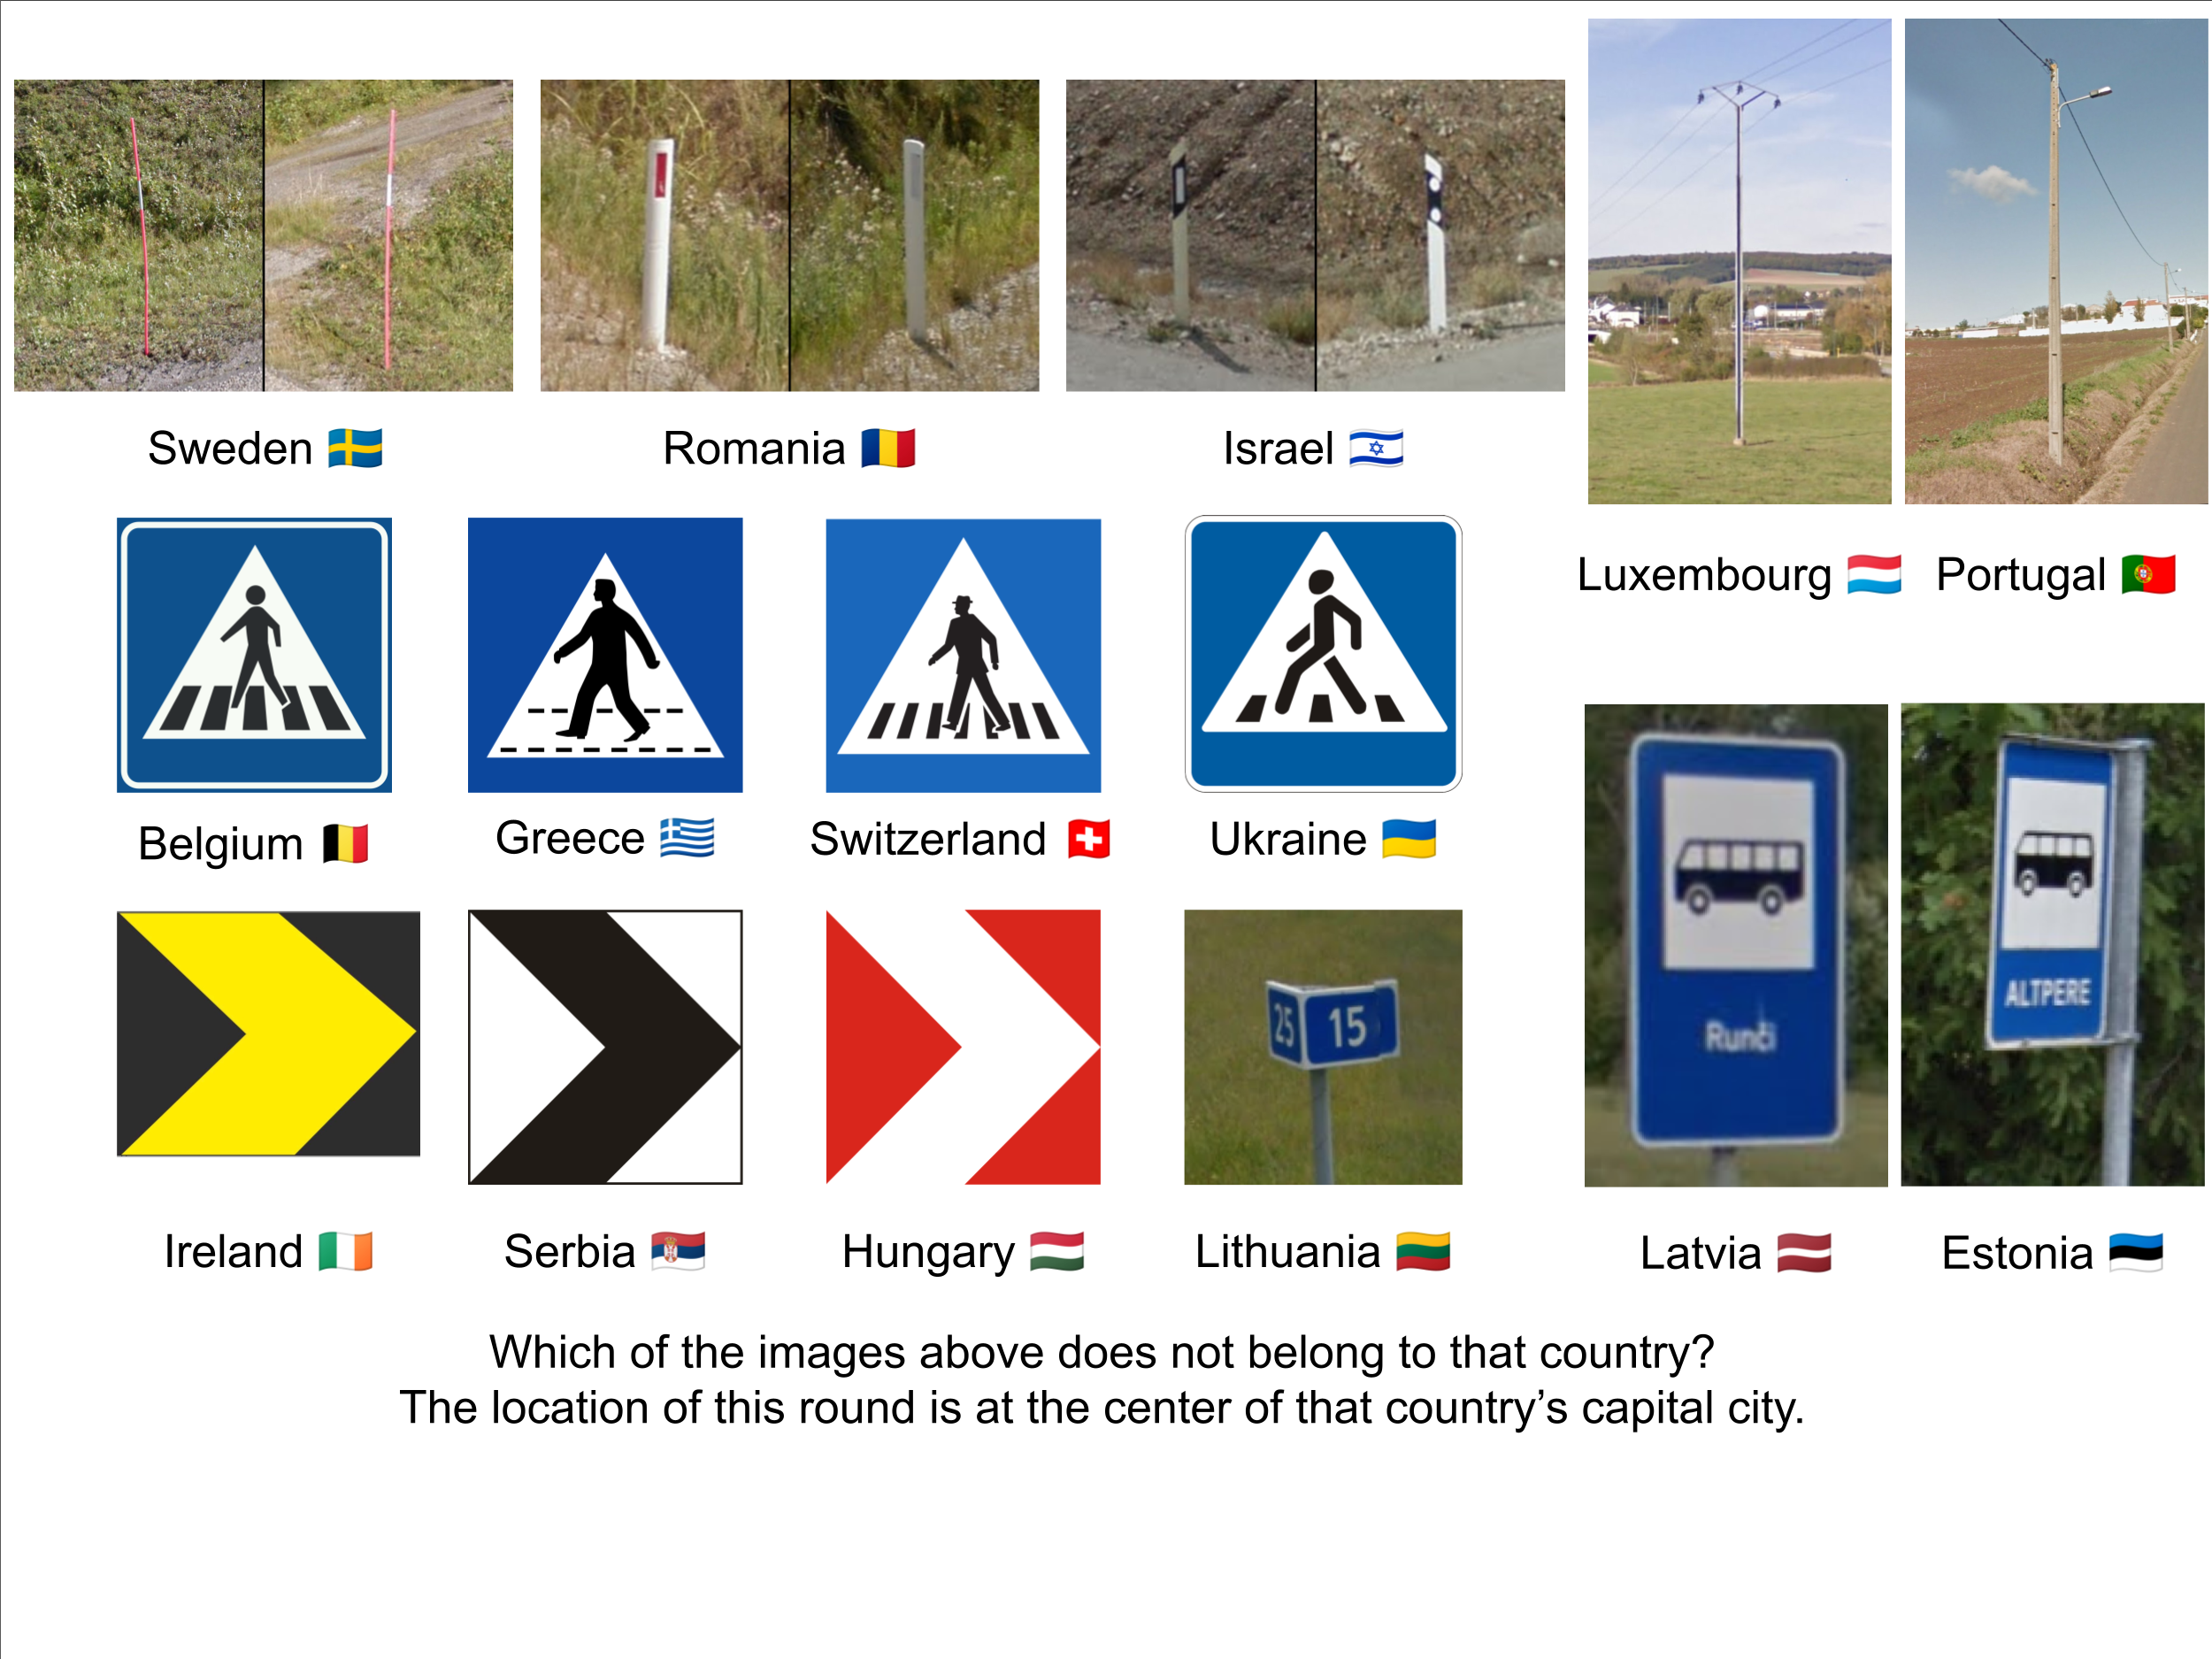 Sweden
Romania
Israel
Luxembourg
Portugal
Belgium
Greece
Switzerland
Ukraine
25 15
Runči
ALTPERE
Ireland
Serbia
Hungary
Lithuania
Latvia
Estonia
Which of the images above does not belong to that country?
The location of this round is at the center of that country’s capital city.